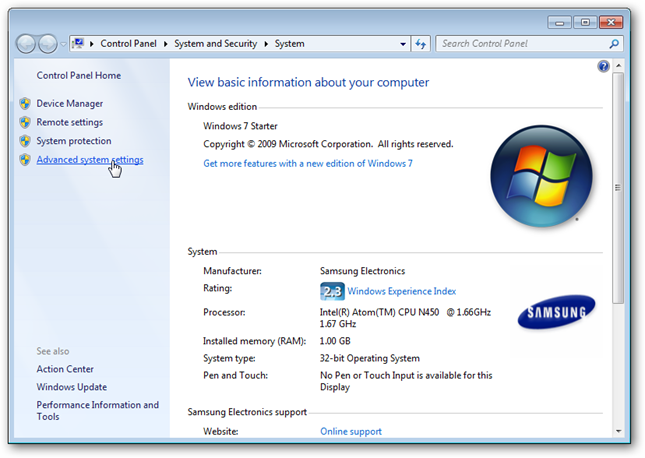 Control Panel ▸ System and Security ▸ System
Search Control Panel
Control Panel Home
Device Manager
Remote settings
System protection
Advanced system settings
See also
Action Center
Windows Update
Performance Information and
Tools
View basic information about your computer
Windows edition
Windows 7 Starter
Copyright © 2009 Microsoft Corporation. All rights reserved.
Get more features with a new edition of Windows 7
System
Manufacturer: Samsung Electronics
Rating: 2.3 Windows Experience Index
Processor: Intel(R) Atom(TM) CPU N450 @ 1.66GHz
1.67 GHz
Installed memory (RAM): 1.00 GB
System type: 32-bit Operating System
Pen and Touch: No Pen or Touch Input is available for this
Display
SAMSUNG
Samsung Electronics support
Website: Online support